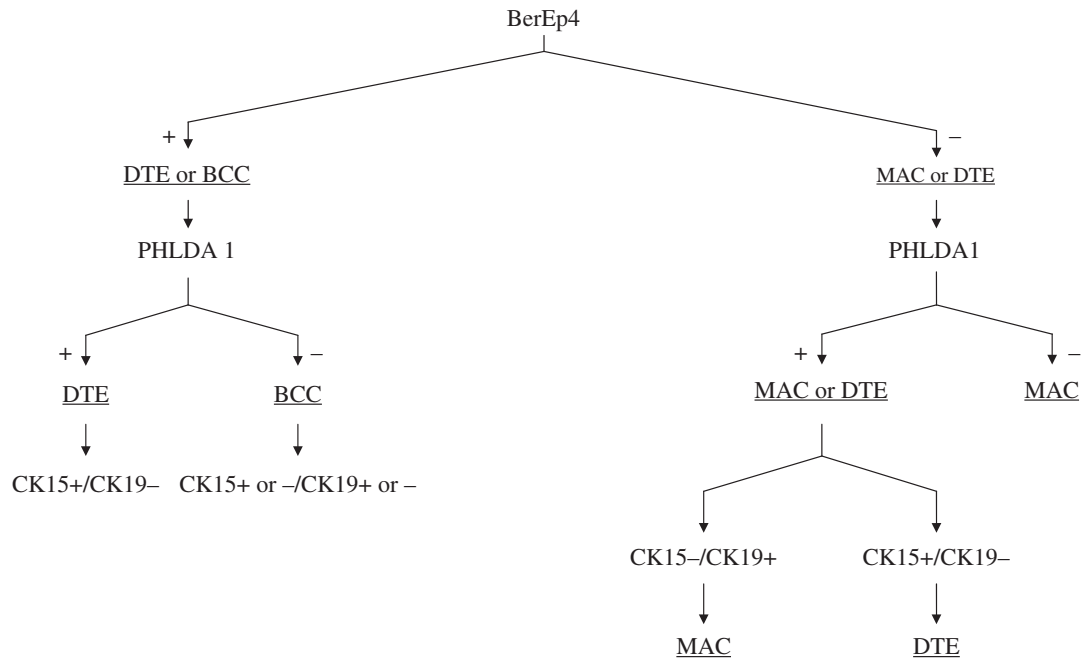 BerEp4
+ –
DTE or BCC MAC or DTE
PHLDA 1 PHLDA1
+ – + –
DTE BCC MAC or DTE MAC
CK15+/CK19– CK15+ or –/CK19+ or –
CK15–/CK19+ CK15+/CK19–
MAC DTE